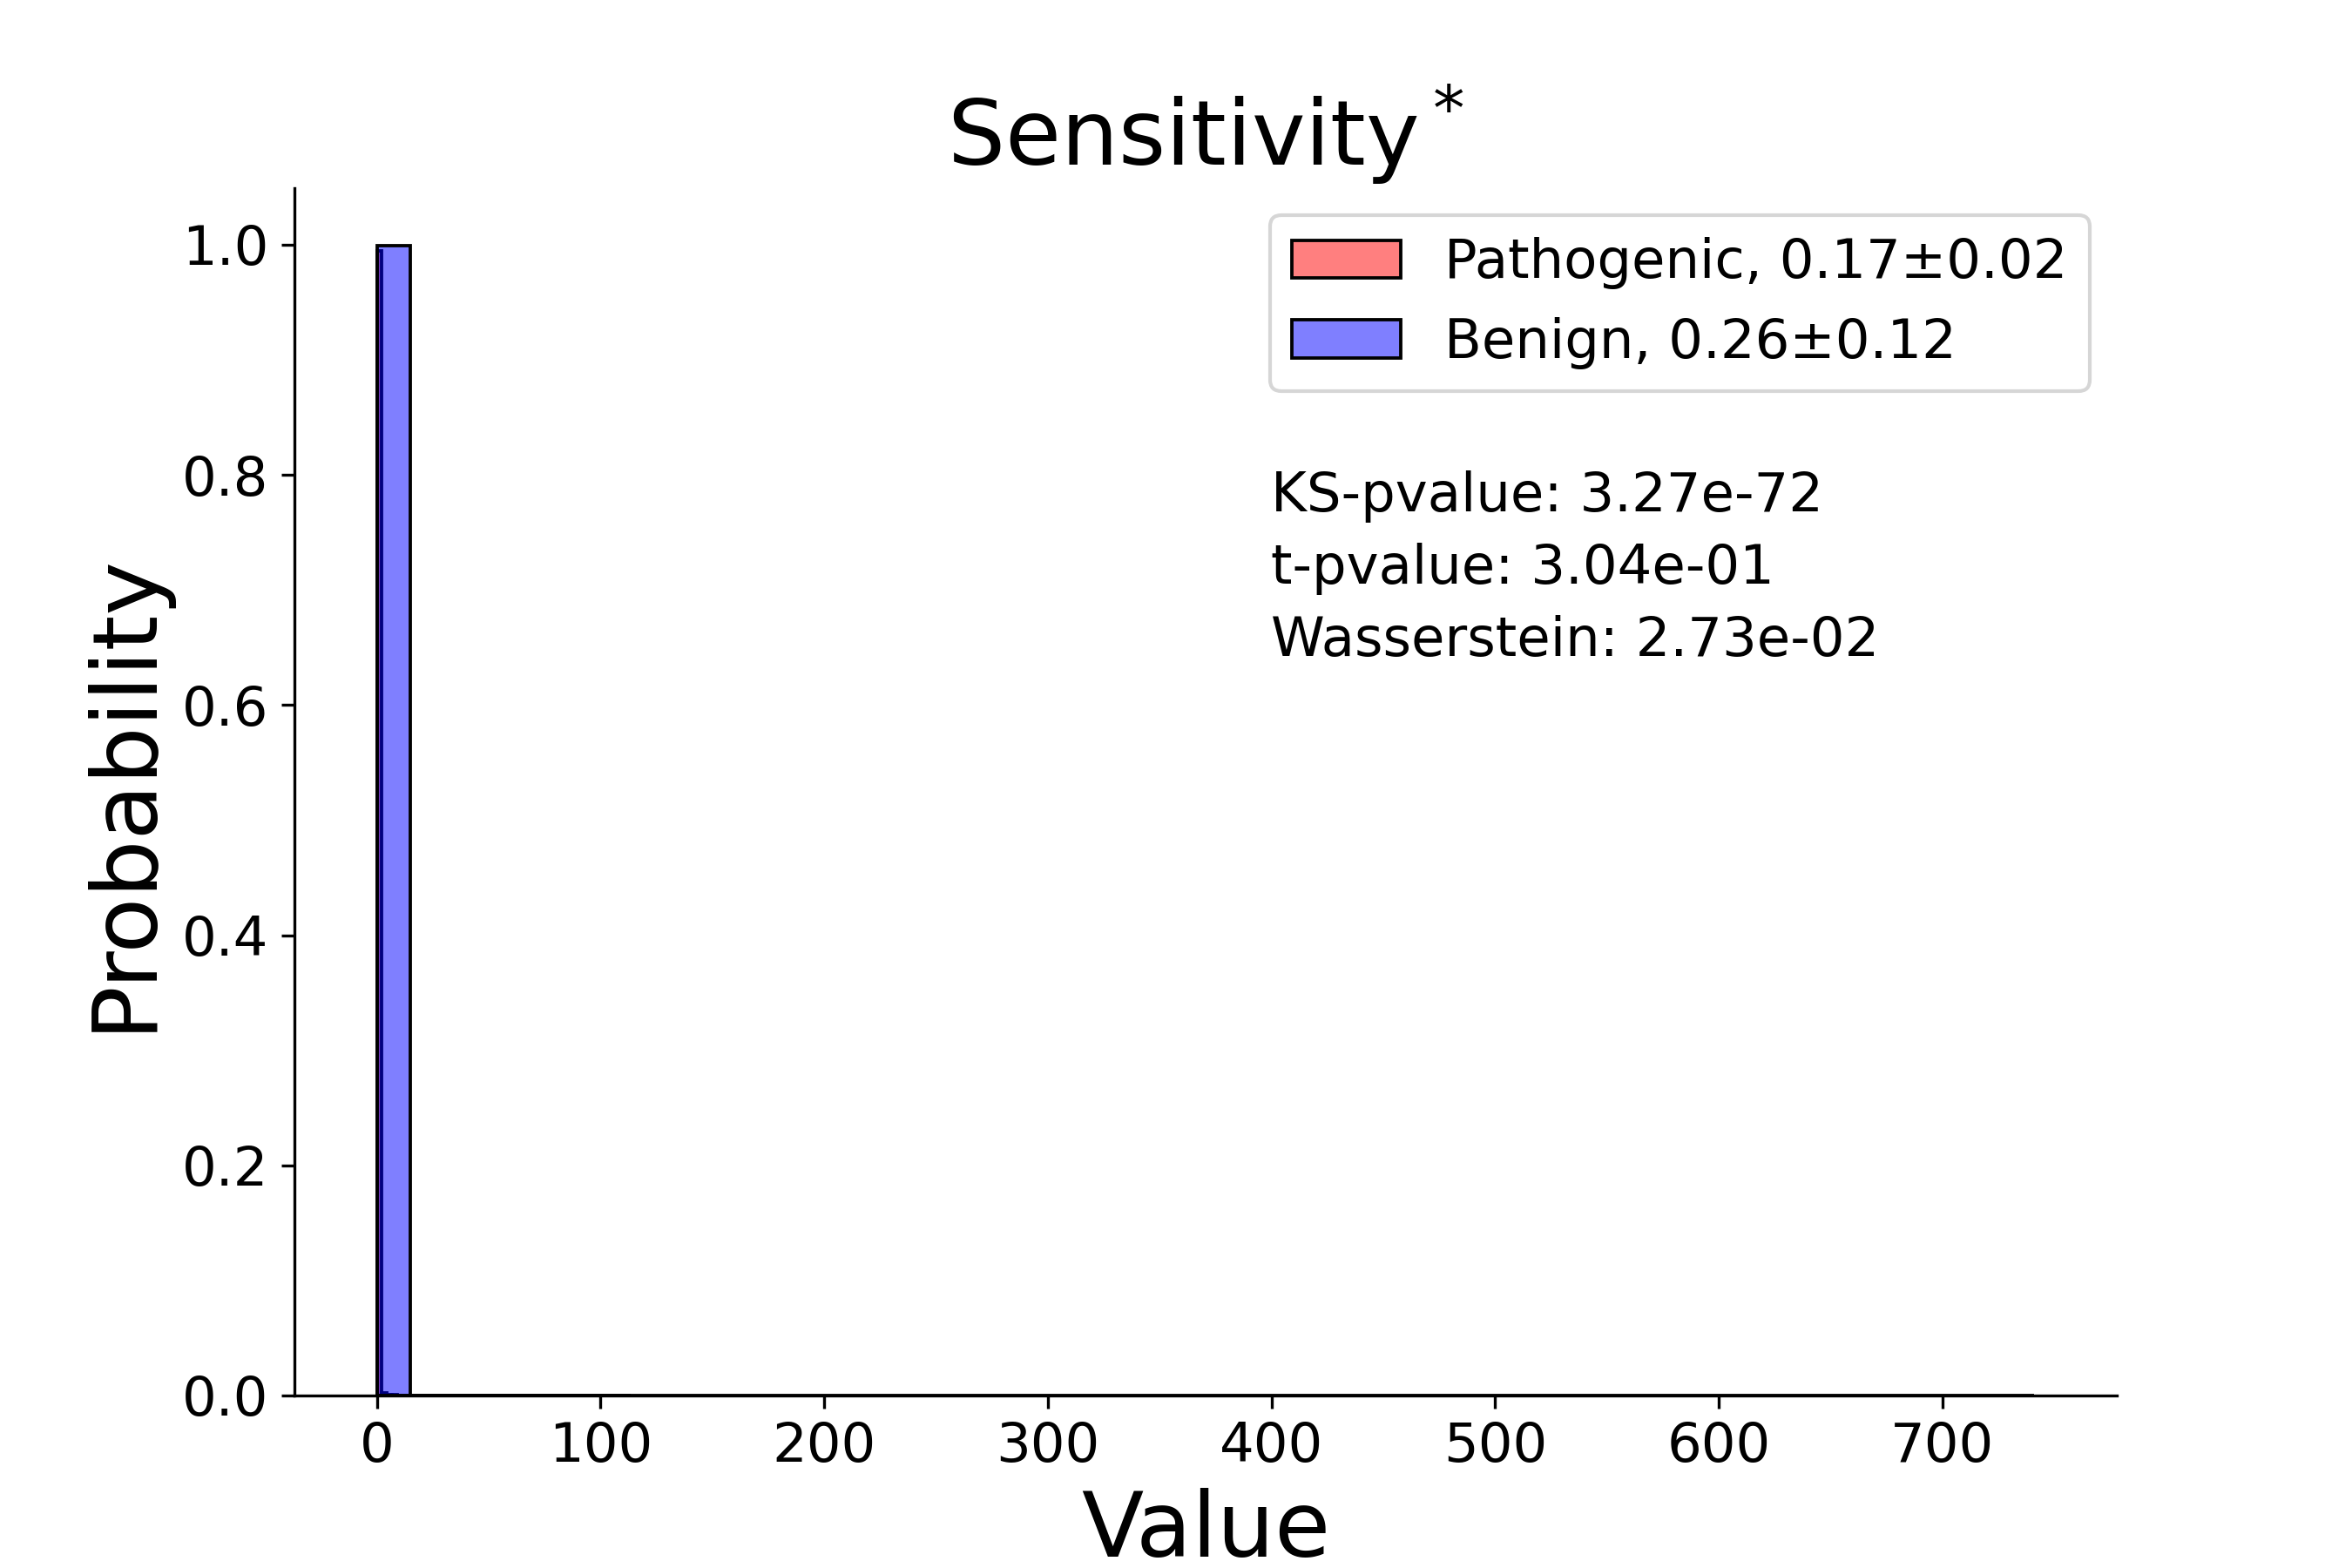 Sensitivity*
Pathogenic, 0.17±0.02
Benign, 0.26±0.12
KS-pvalue: 3.27e-72
t-pvalue: 3.04e-01
Wasserstein: 2.73e-02
Probability
1.0
0.8
0.6
0.4
0.2
0.0
0 100 200 300 400 500 600 700
Value